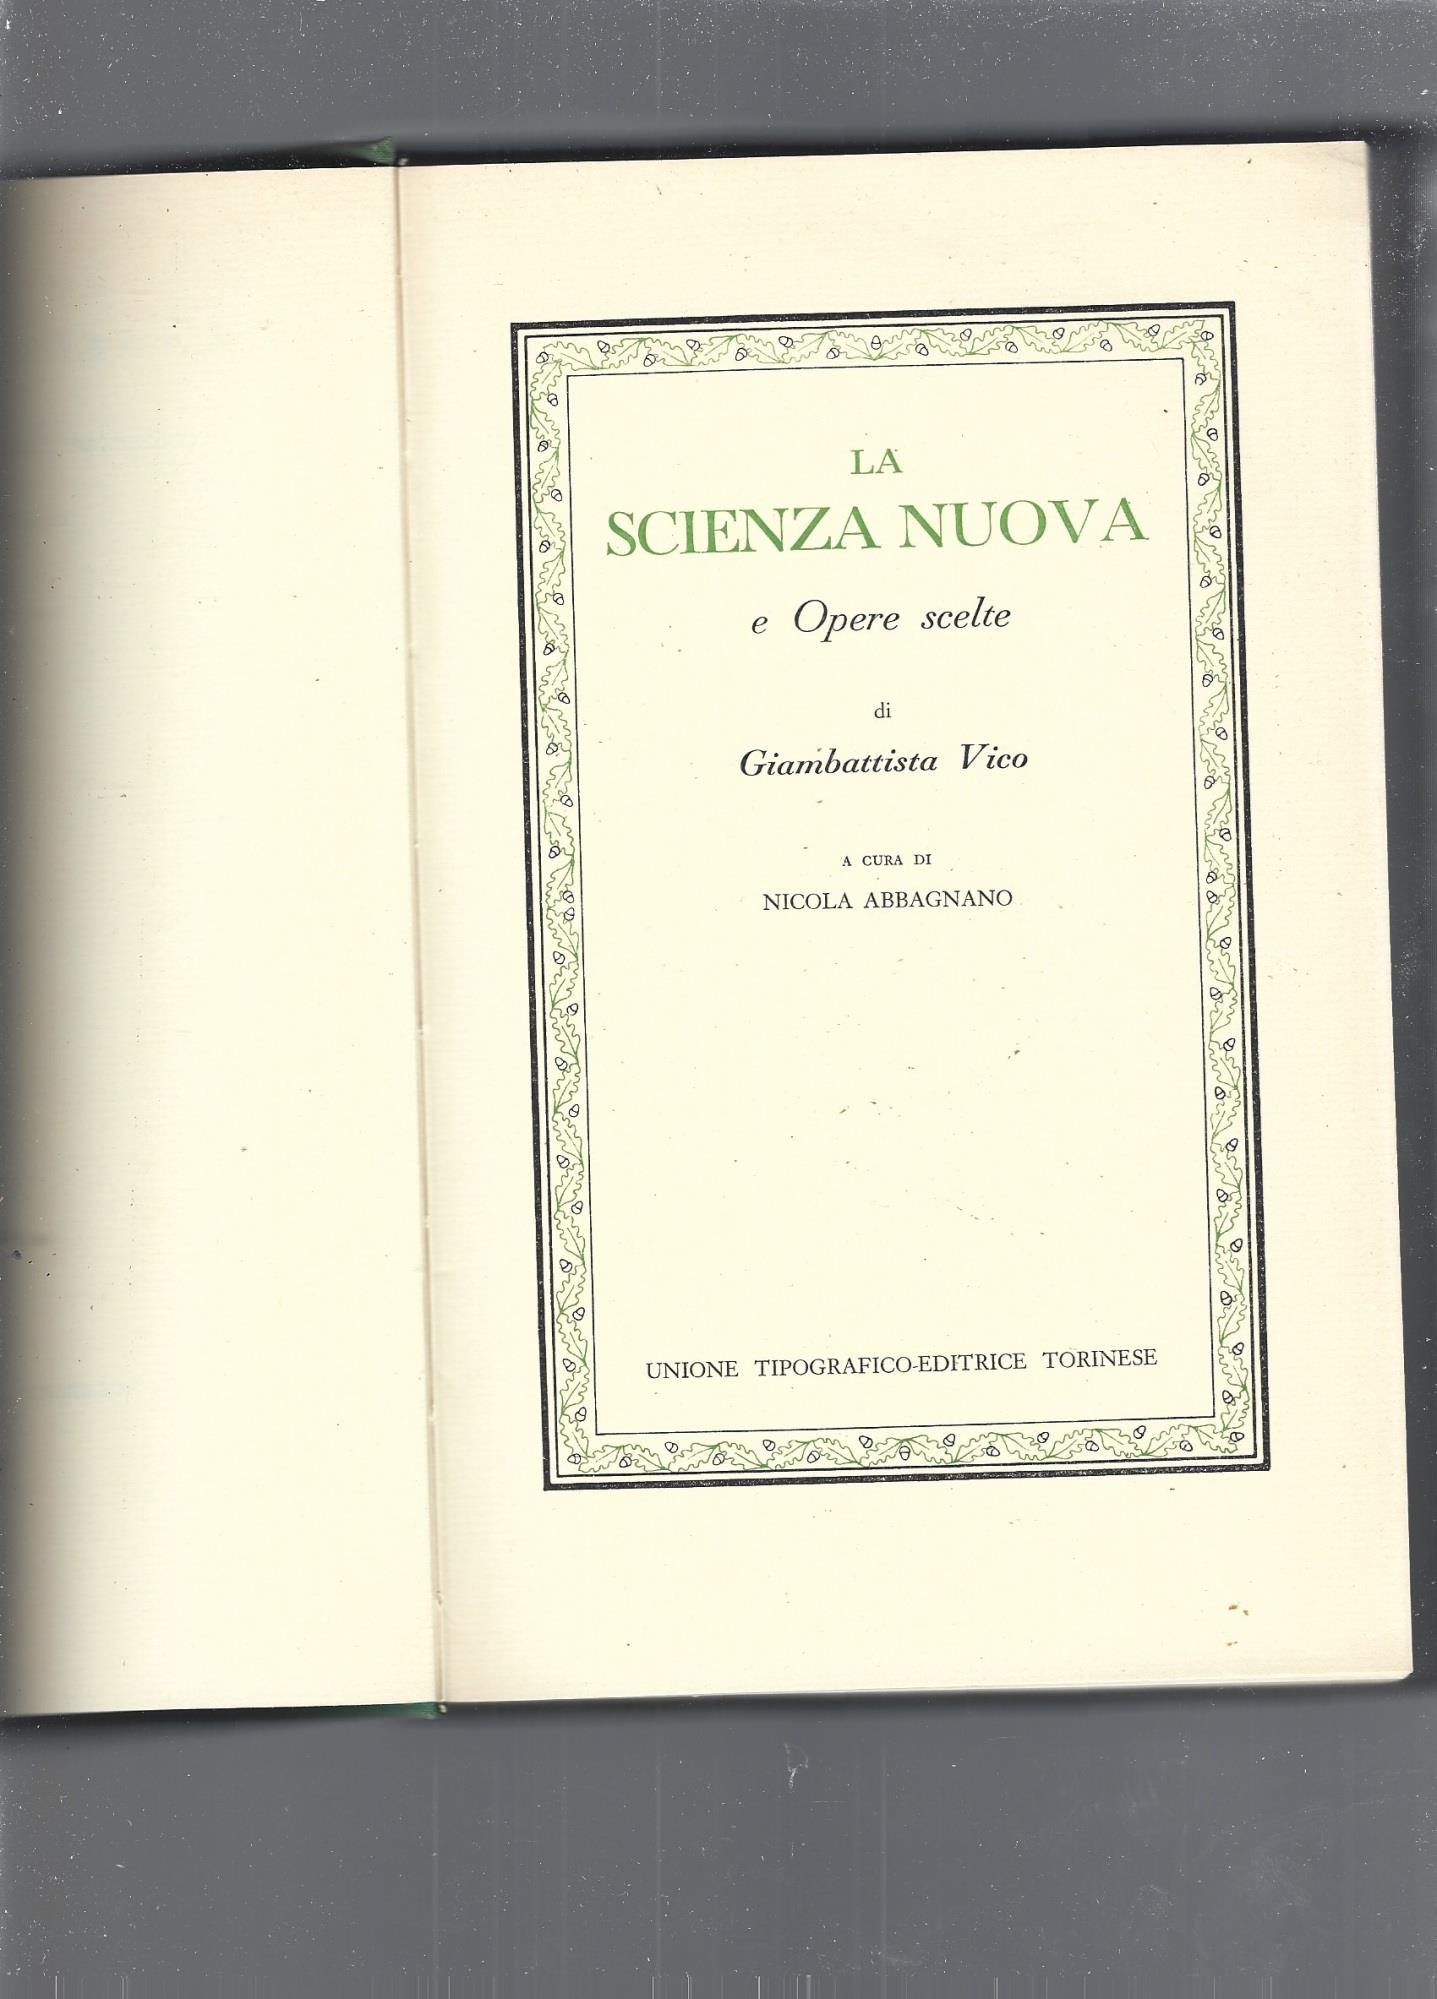 LA
SCIENZA NUOVA
e Opere scelte
di
Giambattista Vico
A CURA DI
NICOLA ABBAGNANO
UNIONE TIPOGRAFICO-EDITRICE TORINESE